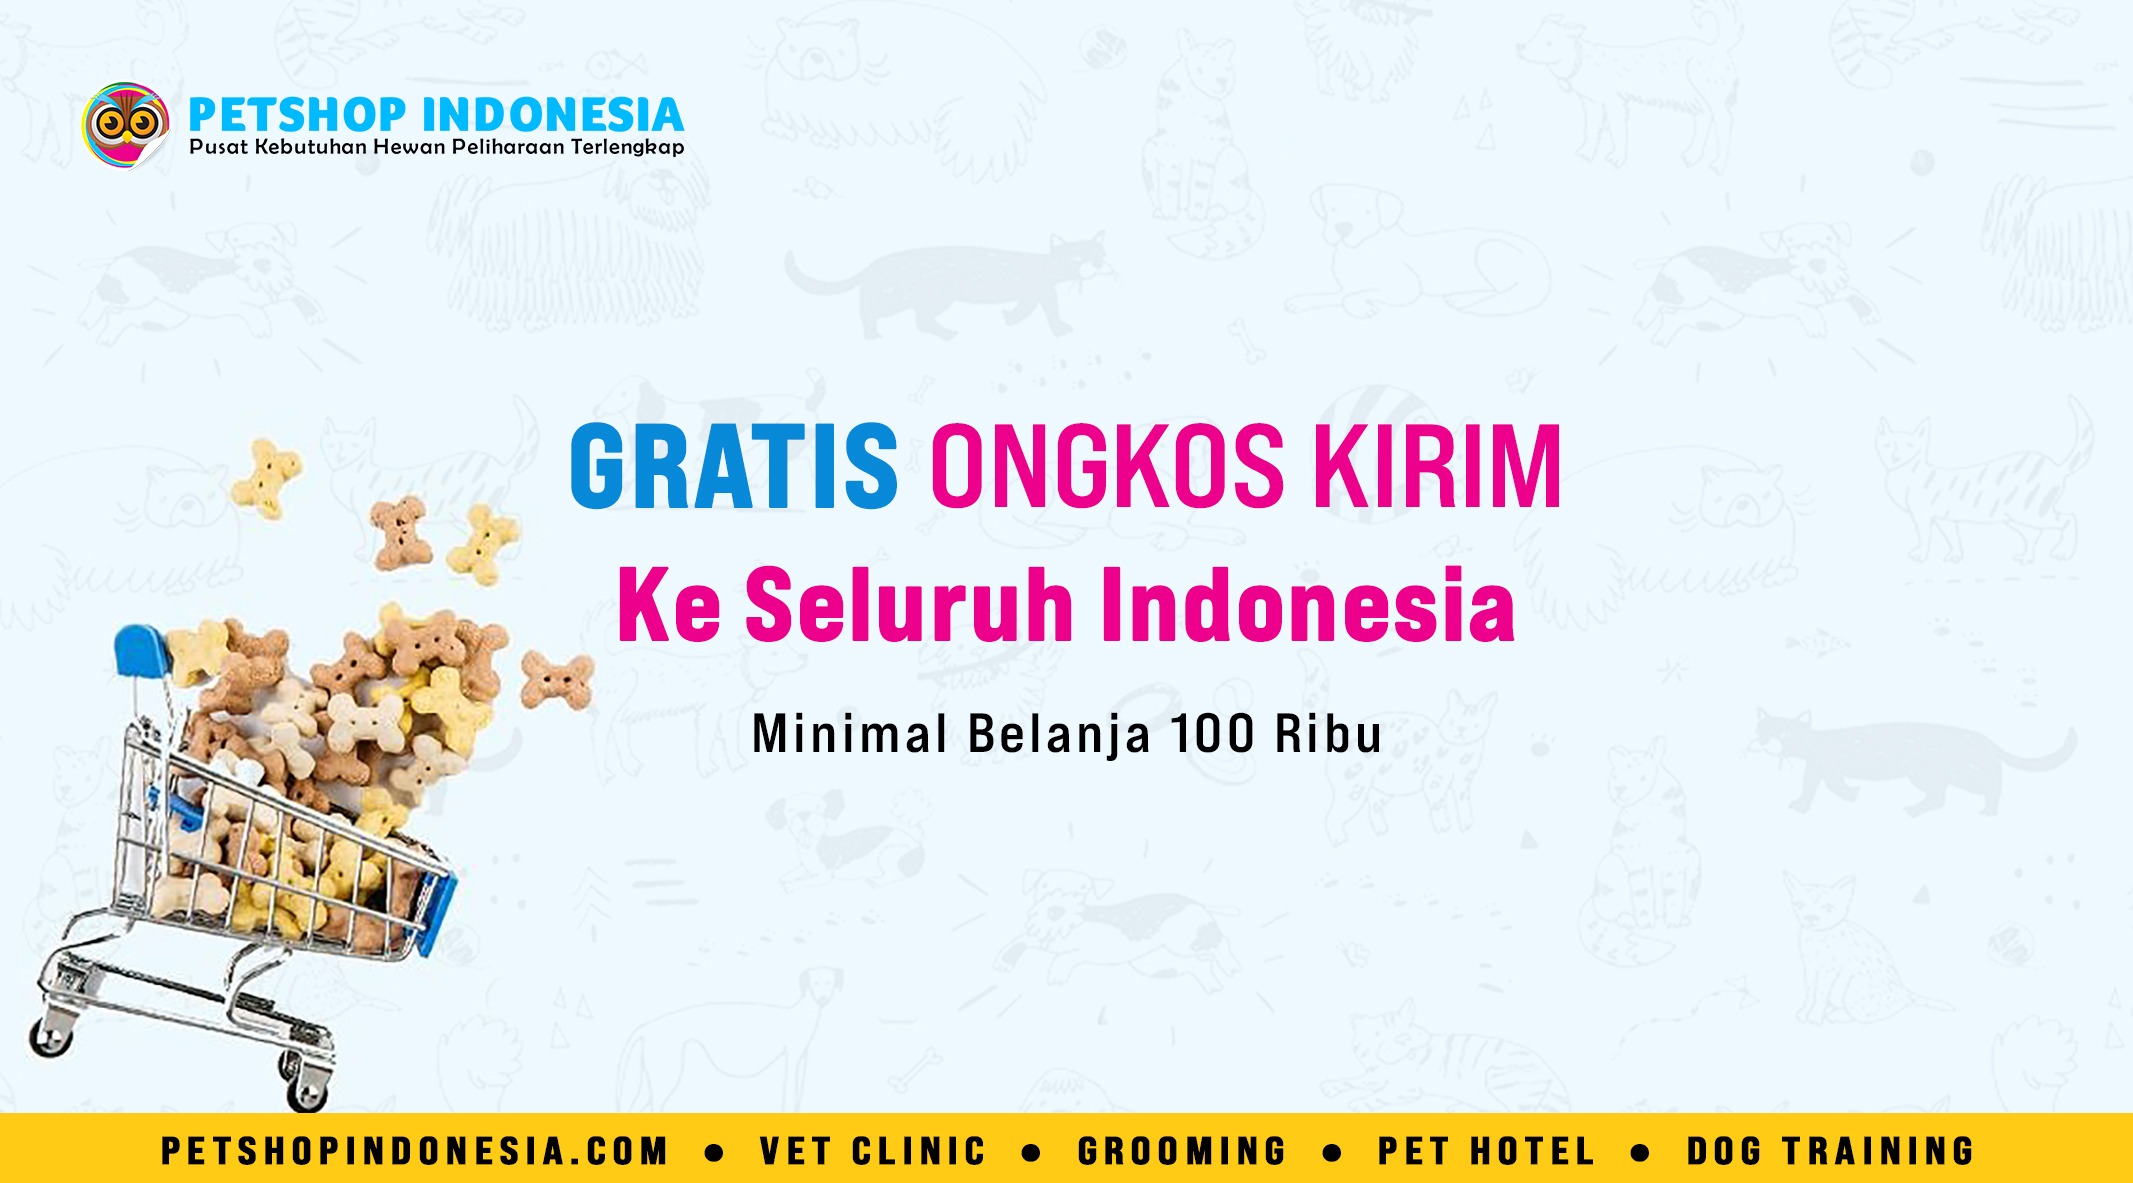 PETSHOP INDONESIA
Pusat Kebutuhan Hewan Peliharaan Terlengkap
GRATIS ONGKOS KIRIM
Ke Seluruh Indonesia
Minimal Belanja 100 Ribu
PETSHOPINDONESIA.COM • VET CLINIC • GROOMING • PET HOTEL • DOG TRAINING